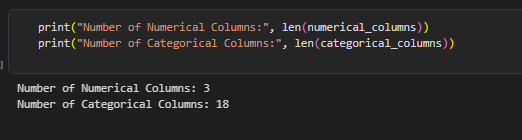 print("Number of Numerical Columns:", len(numerical_columns))
print("Number of Categorical Columns:", len(categorical_columns))
]
Number of Numerical Columns: 3
Number of Categorical Columns: 18